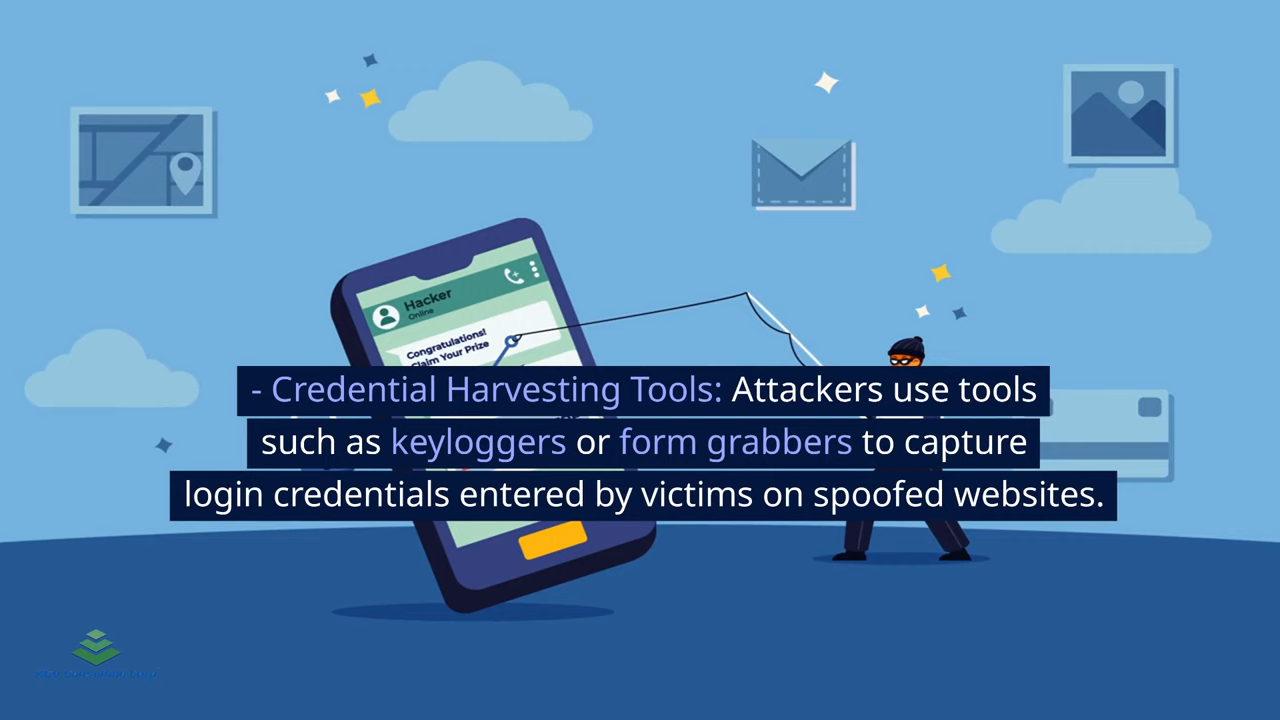 Hacker
Online
Congratulations!
Claim Your Prize
- Credential Harvesting Tools: Attackers use tools
such as keyloggers or form grabbers to capture
login credentials entered by victims on spoofed websites.